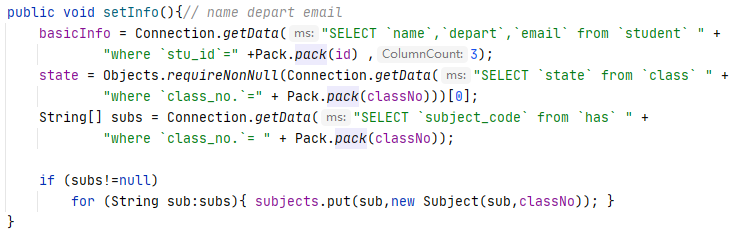 public void setInfo(){// name depart email
    basicInfo = Connection.getData( ms: "SELECT `name`,`depart`,`email` from `student` " +
            "where `stu_id`=" +Pack.pack(id) , ColumnCount: 3);
    state = Objects.requireNonNull(Connection.getData( ms: "SELECT `state` from `class` " +
            "where `class_no.`=" + Pack.pack(classNo)))[0];
    String[] subs = Connection.getData( ms: "SELECT `subject_code` from `has` " +
            "where `class_no.`= " + Pack.pack(classNo));
    if (subs!=null)
        for (String sub:subs){ subjects.put(sub,new Subject(sub,classNo)); }
}